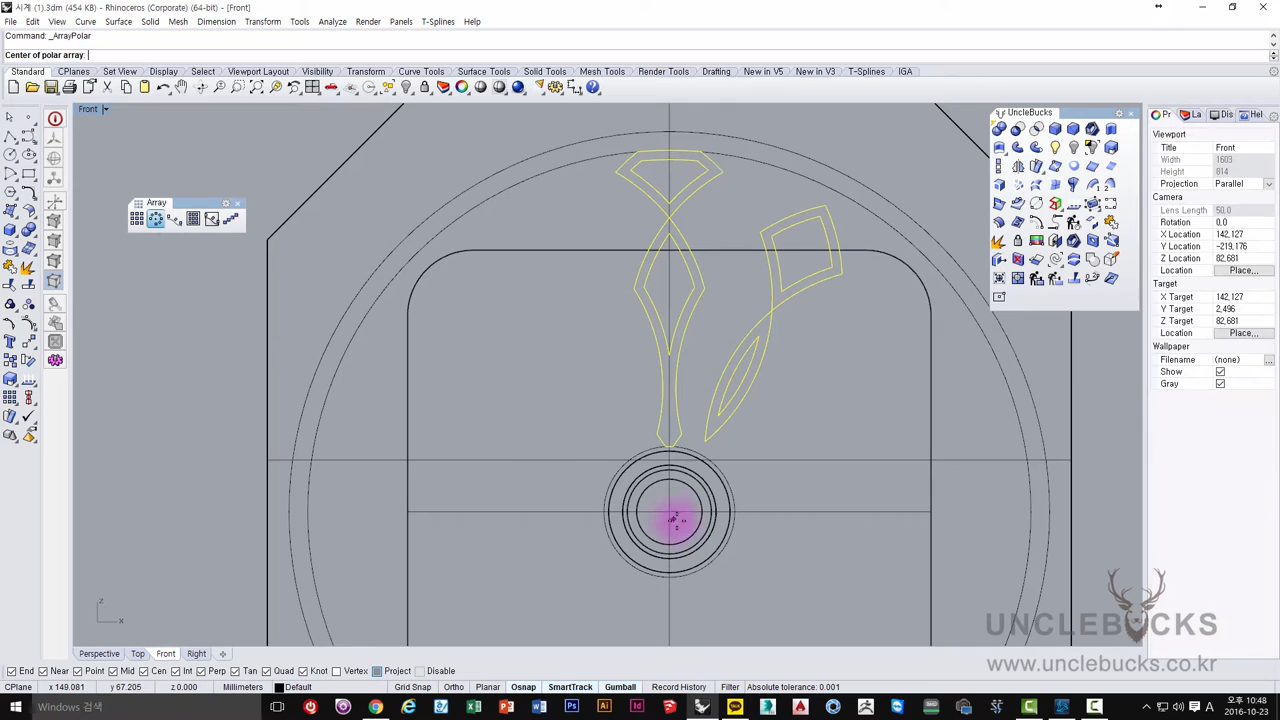 시계 (1).3dm (454 KB) - Rhinoceros (Corporate) (64-bit) - [Front]
File Edit View Curve Surface Solid Mesh Dimension Transform Tools Analyze Render Panels T-Splines Help
Command: _ArrayPolar
Center of polar array:
Standard CPlanes Set View Display Select Viewport Layout Visibility Transform Curve Tools Surface Tools Solid Tools Mesh Tools Render Tools Drafting New in V5 New in V3 T-Splines IGA
Front
Array
UncleBucks
Pr La Dis Hel
Viewport
Title Front
Width 1603
Height 814
Projection Parallel
Camera
Lens Length 50.0
Rotation 0,0
X Location 142,127
Y Location -219,176
Z Location 82,681
Location Place...
Target
X Target 142,127
Y Target 2,496
Z Target 82,681
Location Place...
Wallpaper
Filename (none) ...
Show
Gray
z
x
UNCLEBUCKS
www.unclebucks.co.kr
Perspective Top Front Right
End Near Point Mid Cen Int Perp Tan Quad Knot Vertex Project Disable
CPlane x 149.081 y 67.205 z 0.000 Millimeters Default Grid Snap Ortho Planar Osnap SmartTrack Gumball Record History Filter Absolute tolerance: 0.001
Windows 검색
오후 10:48
2016-10-23